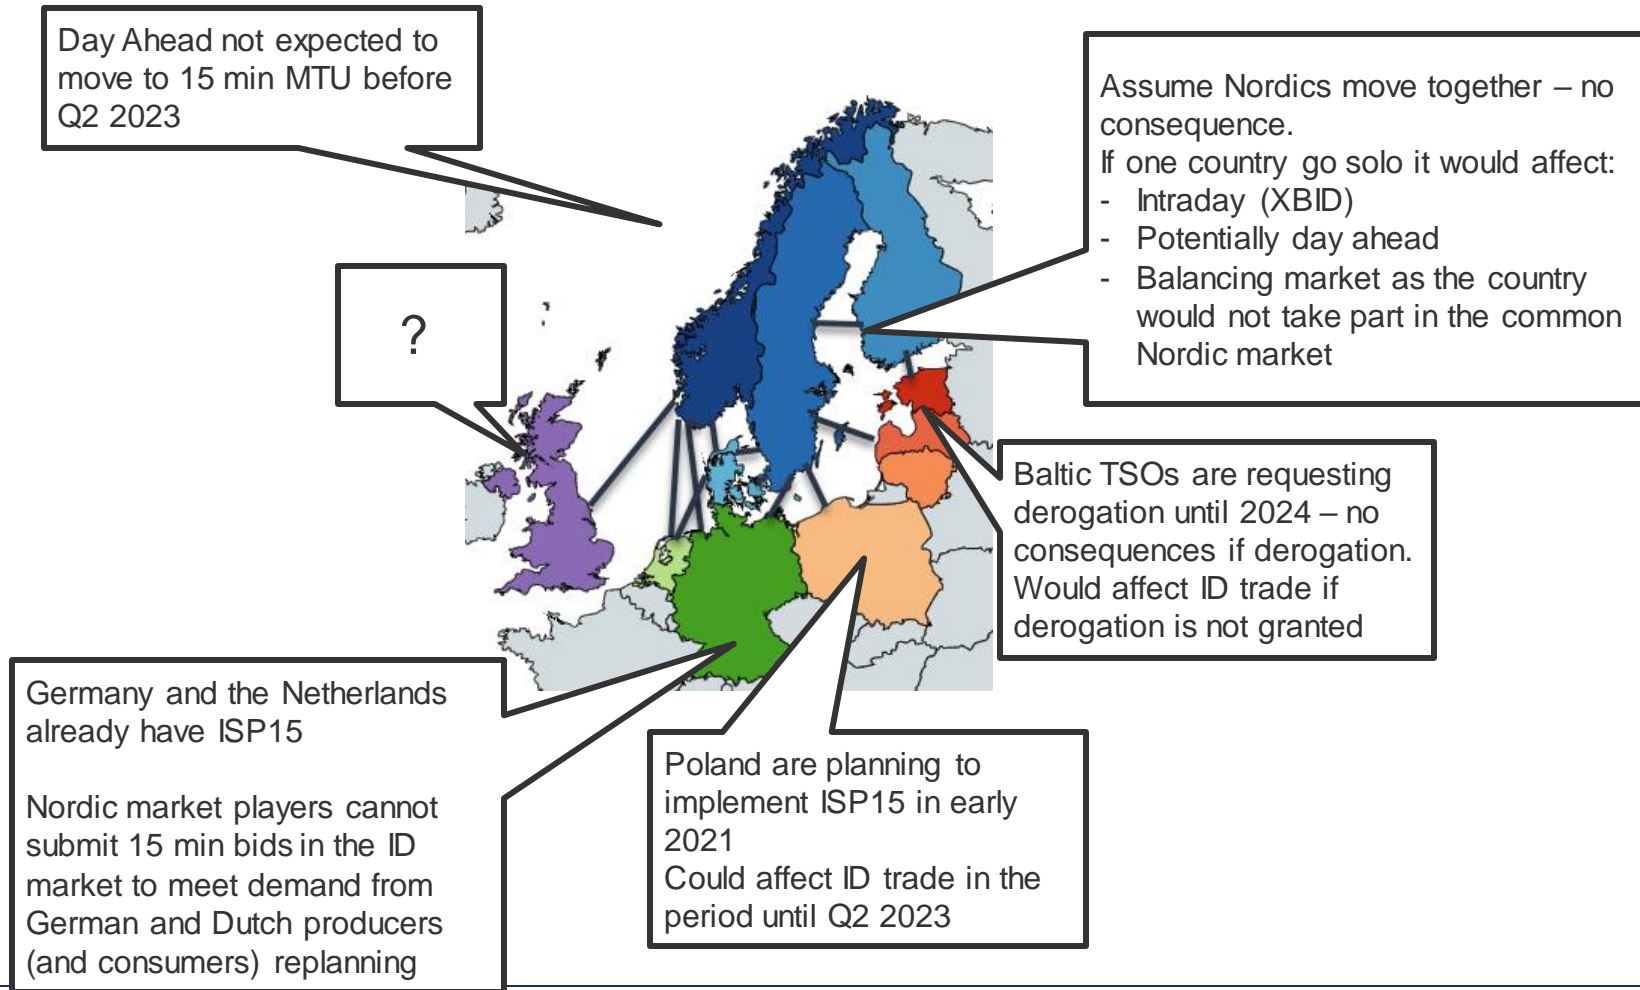 Day Ahead not expected to
move to 15 min MTU before
Q2 2023
Assume Nordics move together – no
consequence.
If one country go solo it would affect:
- Intraday (XBID)
- Potentially day ahead
- Balancing market as the country
would not take part in the common
Nordic market
?
Baltic TSOs are requesting
derogation until 2024 – no
consequences if derogation.
Would affect ID trade if
derogation is not granted
Germany and the Netherlands
already have ISP15
Nordic market players cannot
submit 15 min bids in the ID
market to meet demand from
German and Dutch producers
(and consumers) replanning
Poland are planning to
implement ISP15 in early
2021
Could affect ID trade in the
period until Q2 2023